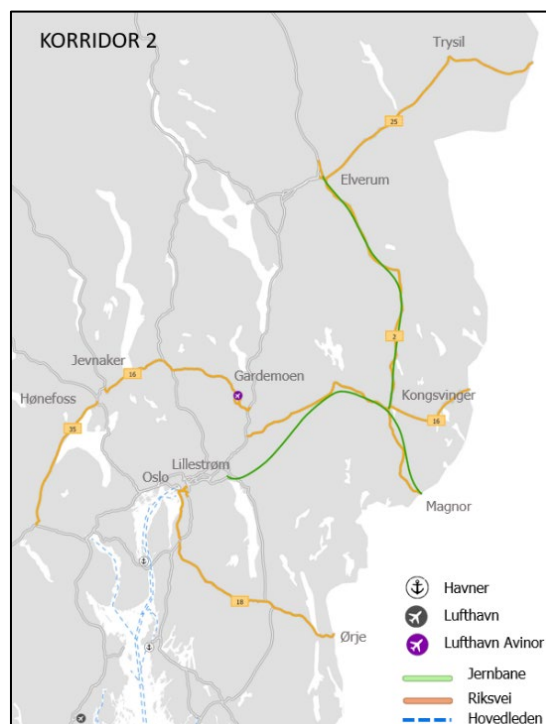 KORRIDOR 2
Trysil
25
Elverum
2
Jevnaker
16
Gardemoen
Hønefoss
Kongsvinger
16
35
Lillestrøm
Oslo
Magnor
18
Ørje
Havner
Lufthavn
Lufthavn Avinor
Jernbane
Riksvei
Hovedleden